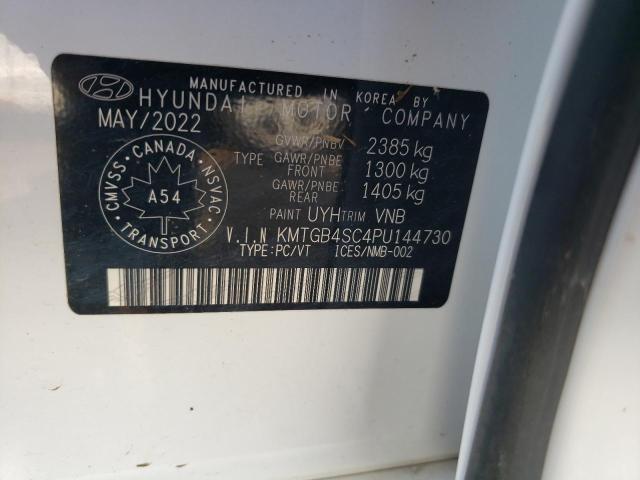 MANUFACTURED IN KOREA BY
HYUNDAI MOTOR COMPANY
MAY/2022
GVWR/PNBV 2385 kg
TYPE GAWR/PNBE FRONT 1300 kg
GAWR/PNBE REAR 1405 kg
CANADA
CMVSS NSVAC
A54
TRANSPORT
PAINT UYH TRIM VNB
V.I.N KMTGB4SC4PU144730
TYPE:PC/VT ICES/NMB-002